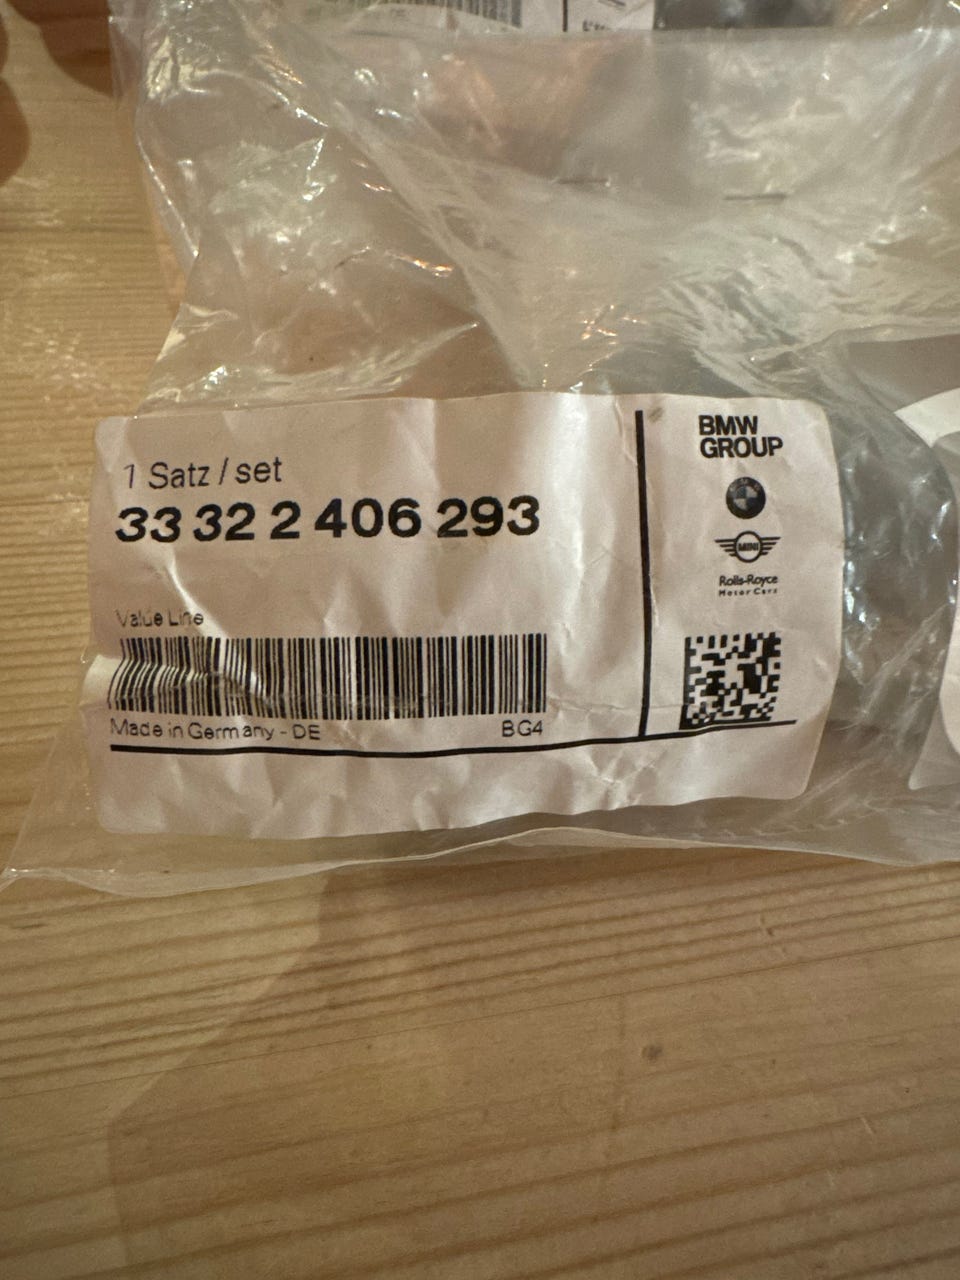 1 Satz / set
33 32 2 406 293
Value Line
Made in Germany - DE
BG4
BMW
GROUP
MINI
Rolls-Royce
Motor Cars